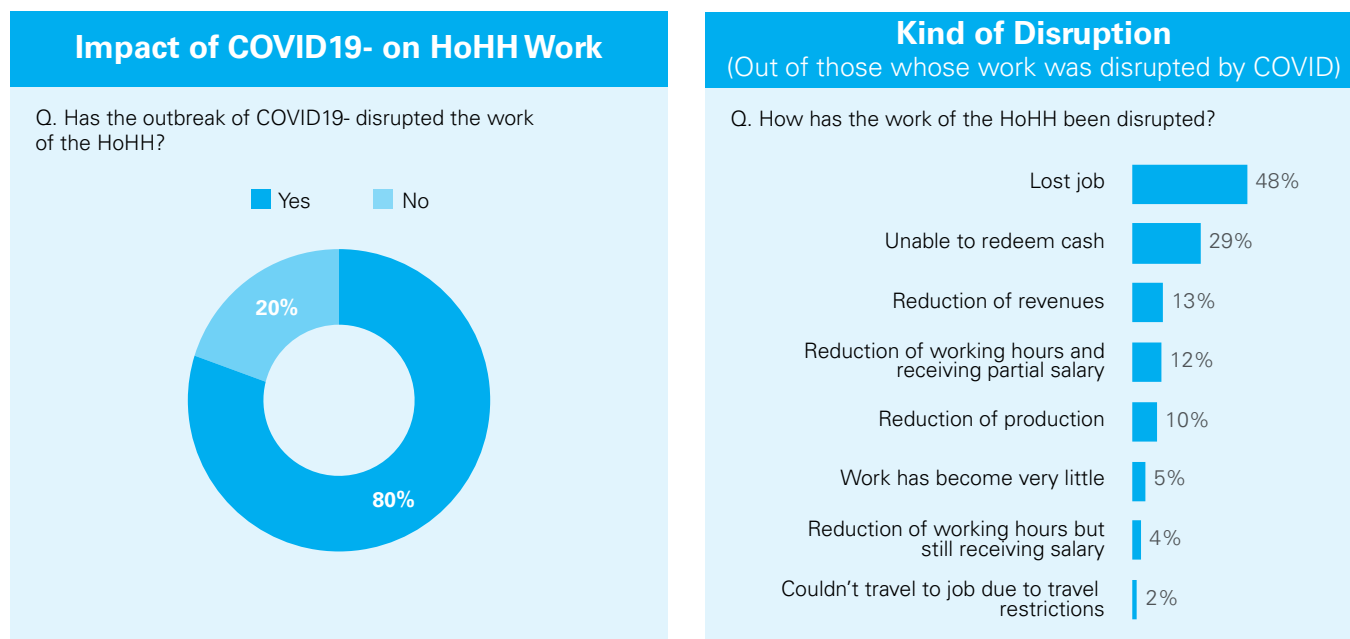 Impact of COVID19- on HoHH Work
Q. Has the outbreak of COVID19- disrupted the work
of the HoHH?
Yes
No
20%
80%
Kind of Disruption
(Out of those whose work was disrupted by COVID)
Q. How has the work of the HoHH been disrupted?
Lost job
48%
Unable to redeem cash
29%
Reduction of revenues
13%
Reduction of working hours and
receiving partial salary
12%
Reduction of production
10%
Work has become very little
5%
Reduction of working hours but
still receiving salary
4%
Couldn’t travel to job due to travel
restrictions
2%